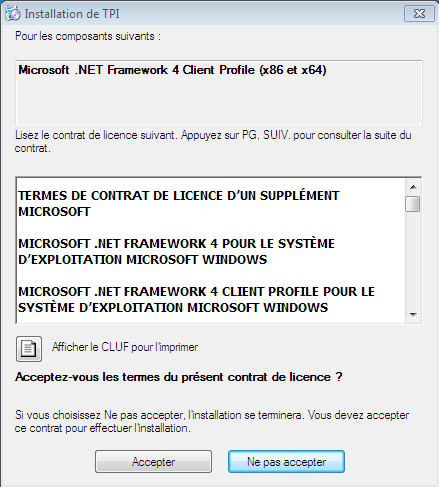 Installation de TPI
Pour les composants suivants :
Microsoft .NET Framework 4 Client Profile (x86 et x64)
Lisez le contrat de licence suivant. Appuyez sur PG. SUIV. pour consulter la suite du
contrat.
TERMES DE CONTRAT DE LICENCE D'UN SUPPLÉMENT
MICROSOFT
MICROSOFT .NET FRAMEWORK 4 POUR LE SYSTÈME
D'EXPLOITATION MICROSOFT WINDOWS
MICROSOFT .NET FRAMEWORK 4 CLIENT PROFILE POUR LE
SYSTÈME D'EXPLOITATION MICROSOFT WINDOWS
Afficher le CLUF pour l'imprimer
Acceptez-vous les termes du présent contrat de licence ?
Si vous choisissez Ne pas accepter, l'installation se terminera. Vous devez accepter
ce contrat pour effectuer l'installation.
Accepter
Ne pas accepter